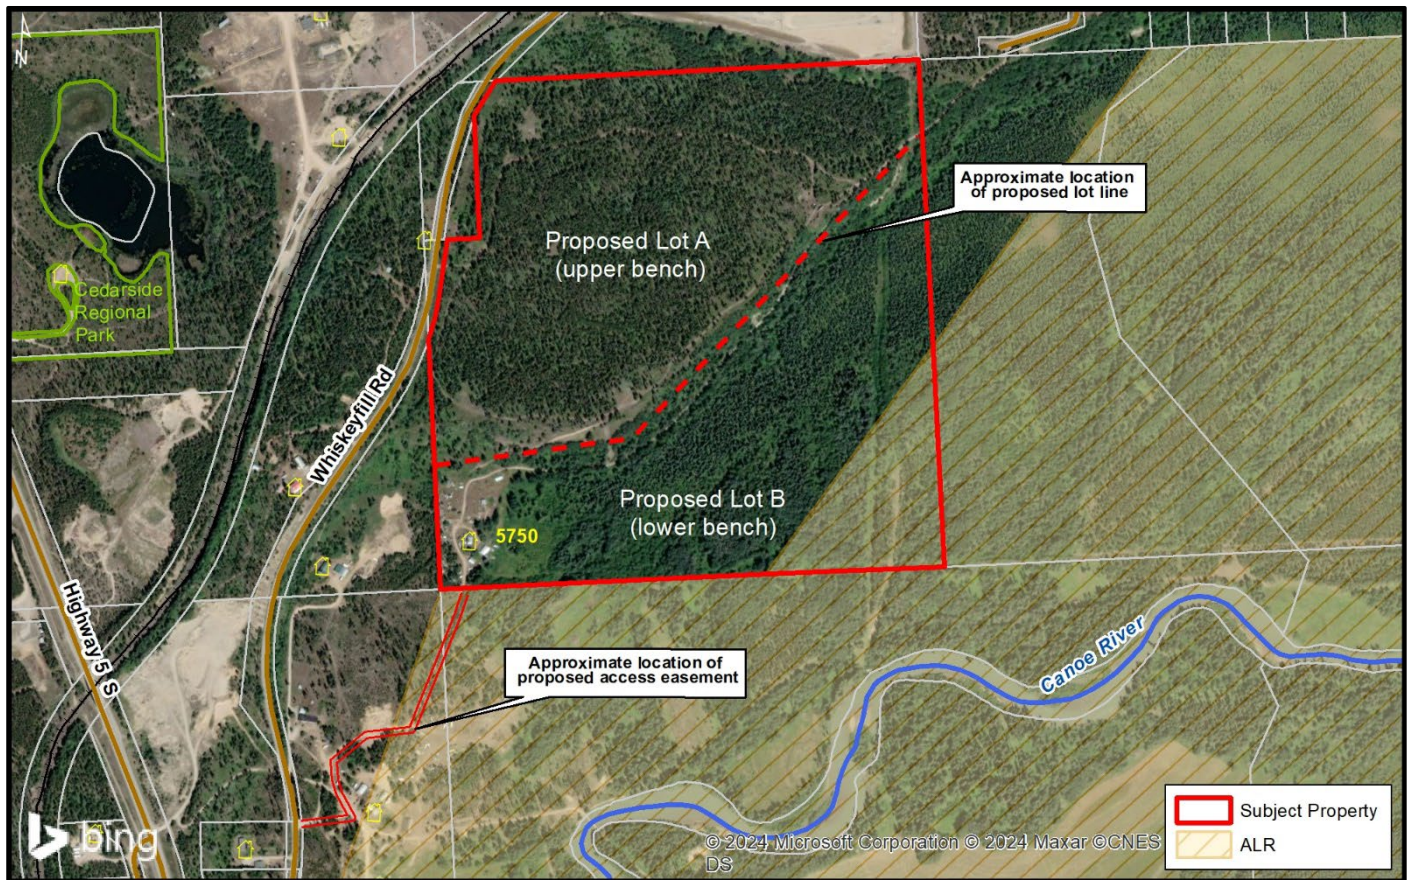 N
Approximate location
of proposed lot line
Proposed Lot A
(upper bench)
Cedarside
Regional
Park
Whiskeyfill Rd
Proposed Lot B
(lower bench)
5750
Highway 5 S
Canoe River
Approximate location of
proposed access easement
Subject Property
ALR
bing
© 2024 Microsoft Corporation © 2024 Maxar ©CNES
DS